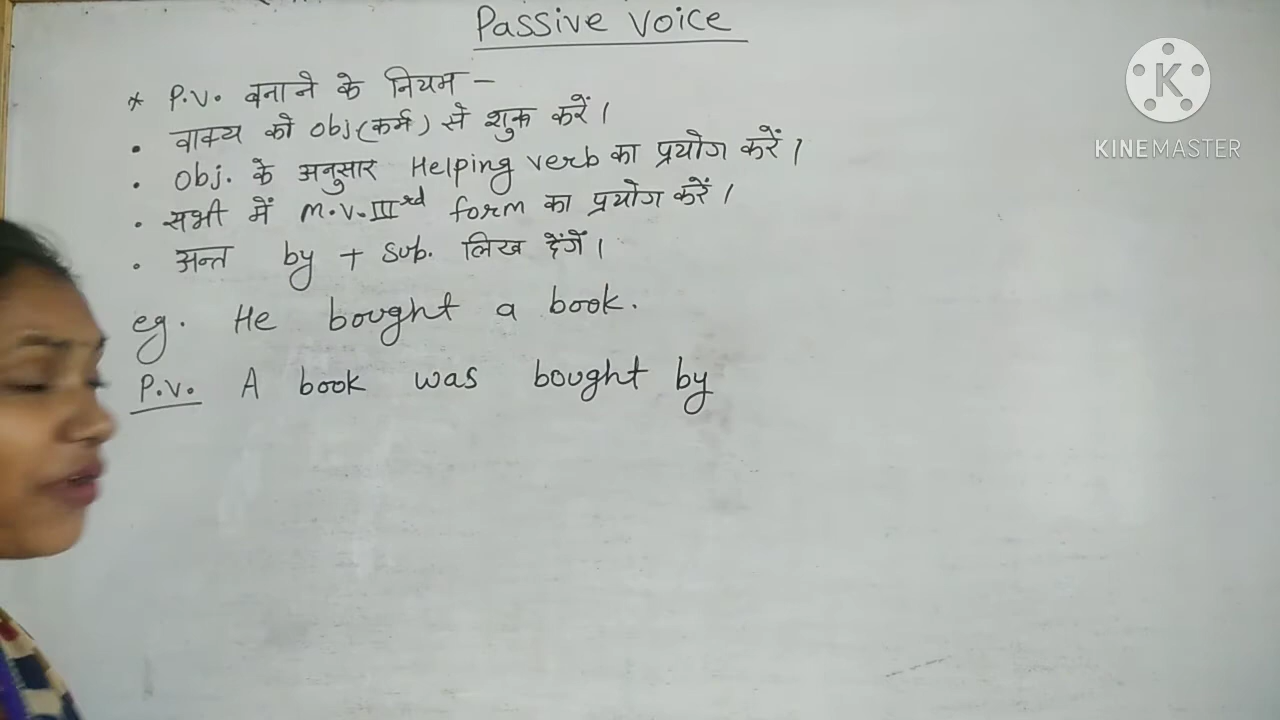 Passive Voice
* P.V. बनाने के नियम -
• वाक्य को obj(कर्म) से शुरू करें।
• obj. के अनुसार Helping verb का प्रयोग करें।
• सभी में M.V.IIIrd form का प्रयोग करें।
• अन्त by + sub. लिख देंगें।
eg. He bought a book.
P.V. A book was bought by
K
KINEMASTER